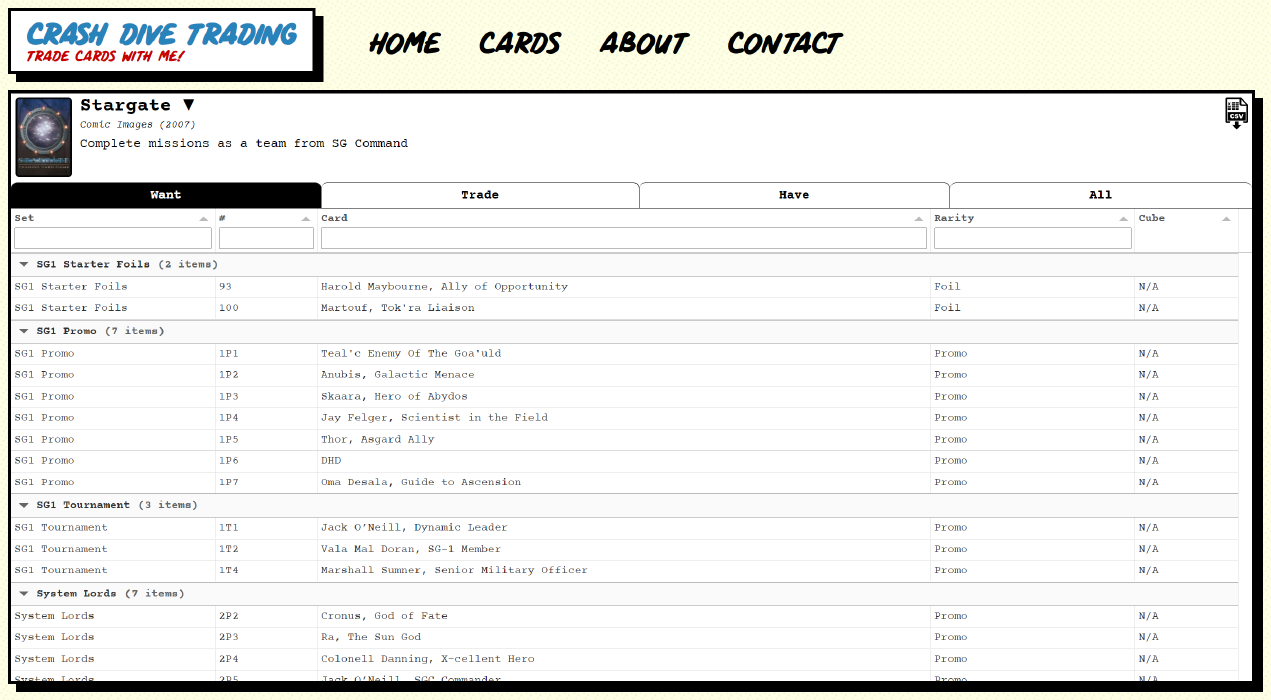 CRASH DIVE TRADING
TRADE CARDS WITH ME!
HOME CARDS ABOUT CONTACT
Stargate ▼
Comic Images (2007)
Complete missions as a team from SG Command
CSV
Want Trade Have All
Set # Card Rarity Cube
SG1 Starter Foils (2 items)
SG1 Starter Foils 93 Harold Maybourne, Ally of Opportunity Foil N/A
SG1 Starter Foils 100 Martouf, Tok'ra Liaison Foil N/A
SG1 Promo (7 items)
SG1 Promo 1P1 Teal'c Enemy Of The Goa'uld Promo N/A
SG1 Promo 1P2 Anubis, Galactic Menace Promo N/A
SG1 Promo 1P3 Skaara, Hero of Abydos Promo N/A
SG1 Promo 1P4 Jay Felger, Scientist in the Field Promo N/A
SG1 Promo 1P5 Thor, Asgard Ally Promo N/A
SG1 Promo 1P6 DHD Promo N/A
SG1 Promo 1P7 Oma Desala, Guide to Ascension Promo N/A
SG1 Tournament (3 items)
SG1 Tournament 1T1 Jack O’Neill, Dynamic Leader Promo N/A
SG1 Tournament 1T2 Vala Mal Doran, SG-1 Member Promo N/A
SG1 Tournament 1T4 Marshall Sumner, Senior Military Officer Promo N/A
System Lords (7 items)
System Lords 2P2 Cronus, God of Fate Promo N/A
System Lords 2P3 Ra, The Sun God Promo N/A
System Lords 2P4 Colonell Danning, X-cellent Hero Promo N/A
System Lords 2P5 Jack O’Neill, SGC Commander Promo N/A